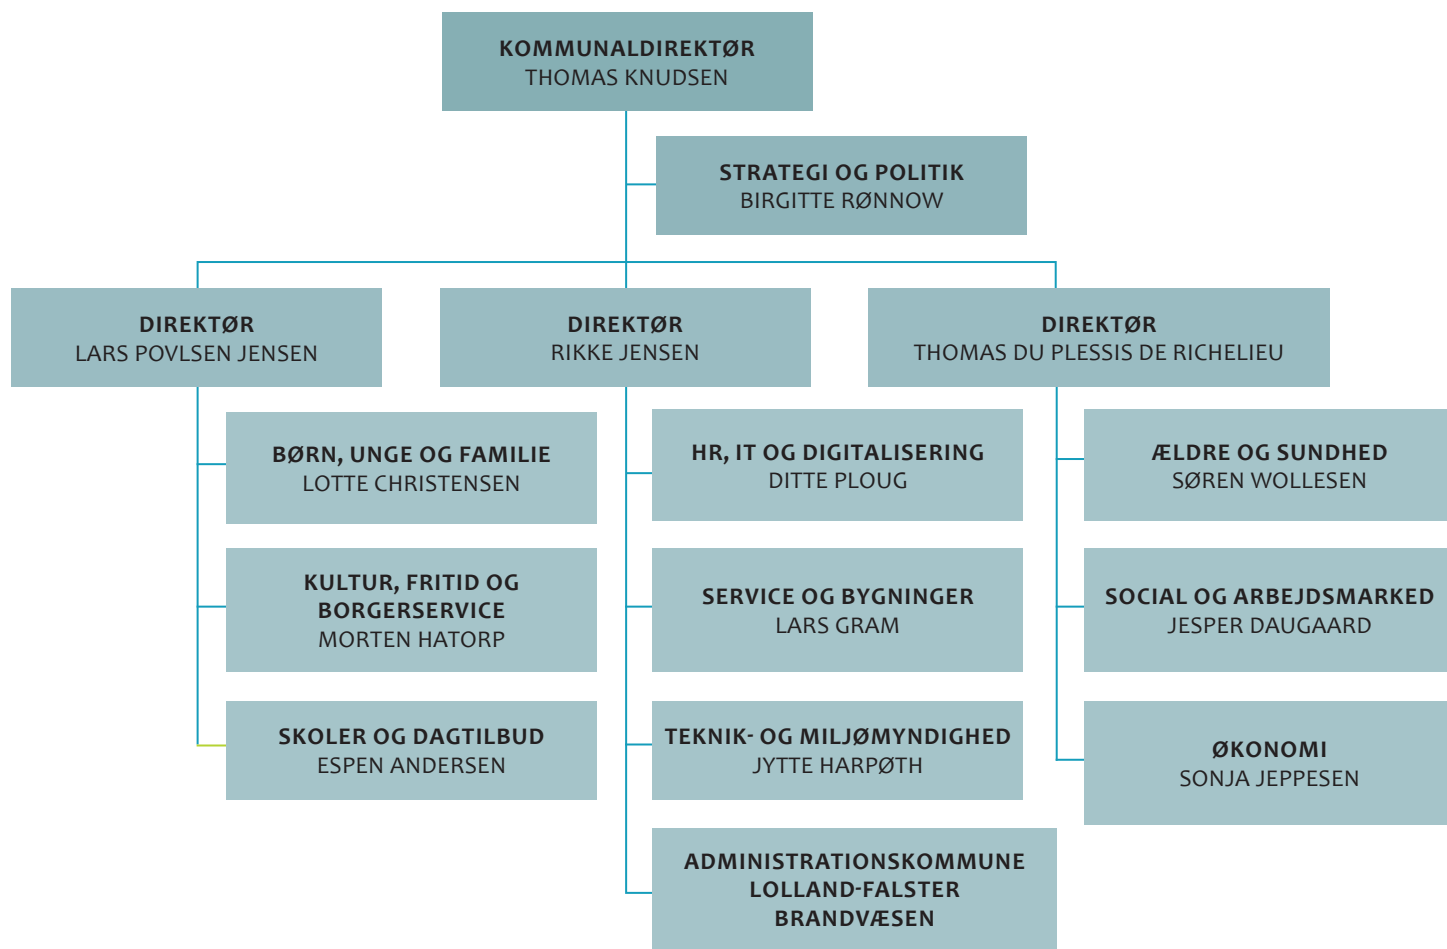 KOMMUNALDIREKTØR
THOMAS KNUDSEN
STRATEGI OG POLITIK
BIRGITTE RØNNOW
DIREKTØR
LARS POVLSEN JENSEN
DIREKTØR
RIKKE JENSEN
DIREKTØR
THOMAS DU PLESSIS DE RICHELIEU
BØRN, UNGE OG FAMILIE
LOTTE CHRISTENSEN
KULTUR, FRITID OG
BORGERSERVICE
MORTEN HATORP
SKOLER OG DAGTILBUD
ESPEN ANDERSEN
HR, IT OG DIGITALISERING
DITTE PLOUG
SERVICE OG BYGNINGER
LARS GRAM
TEKNIK- OG MILJØMYNDIGHED
JYTTE HARPØTH
ADMINISTRATIONSKOMMUNE
LOLLAND-FALSTER
BRANDVÆSEN
ÆLDRE OG SUNDHED
SØREN WOLLESEN
SOCIAL OG ARBEJDSMARKED
JESPER DAUGAARD
ØKONOMI
SONJA JEPPESEN